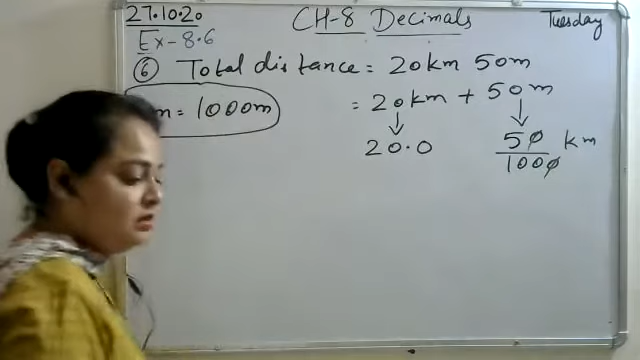 27.10.20 CH-8 Decimals Tuesday
Ex-8.6
6 Total distance = 20km 50m
m = 1000m = 20km + 50m
20.0 50/1000 km